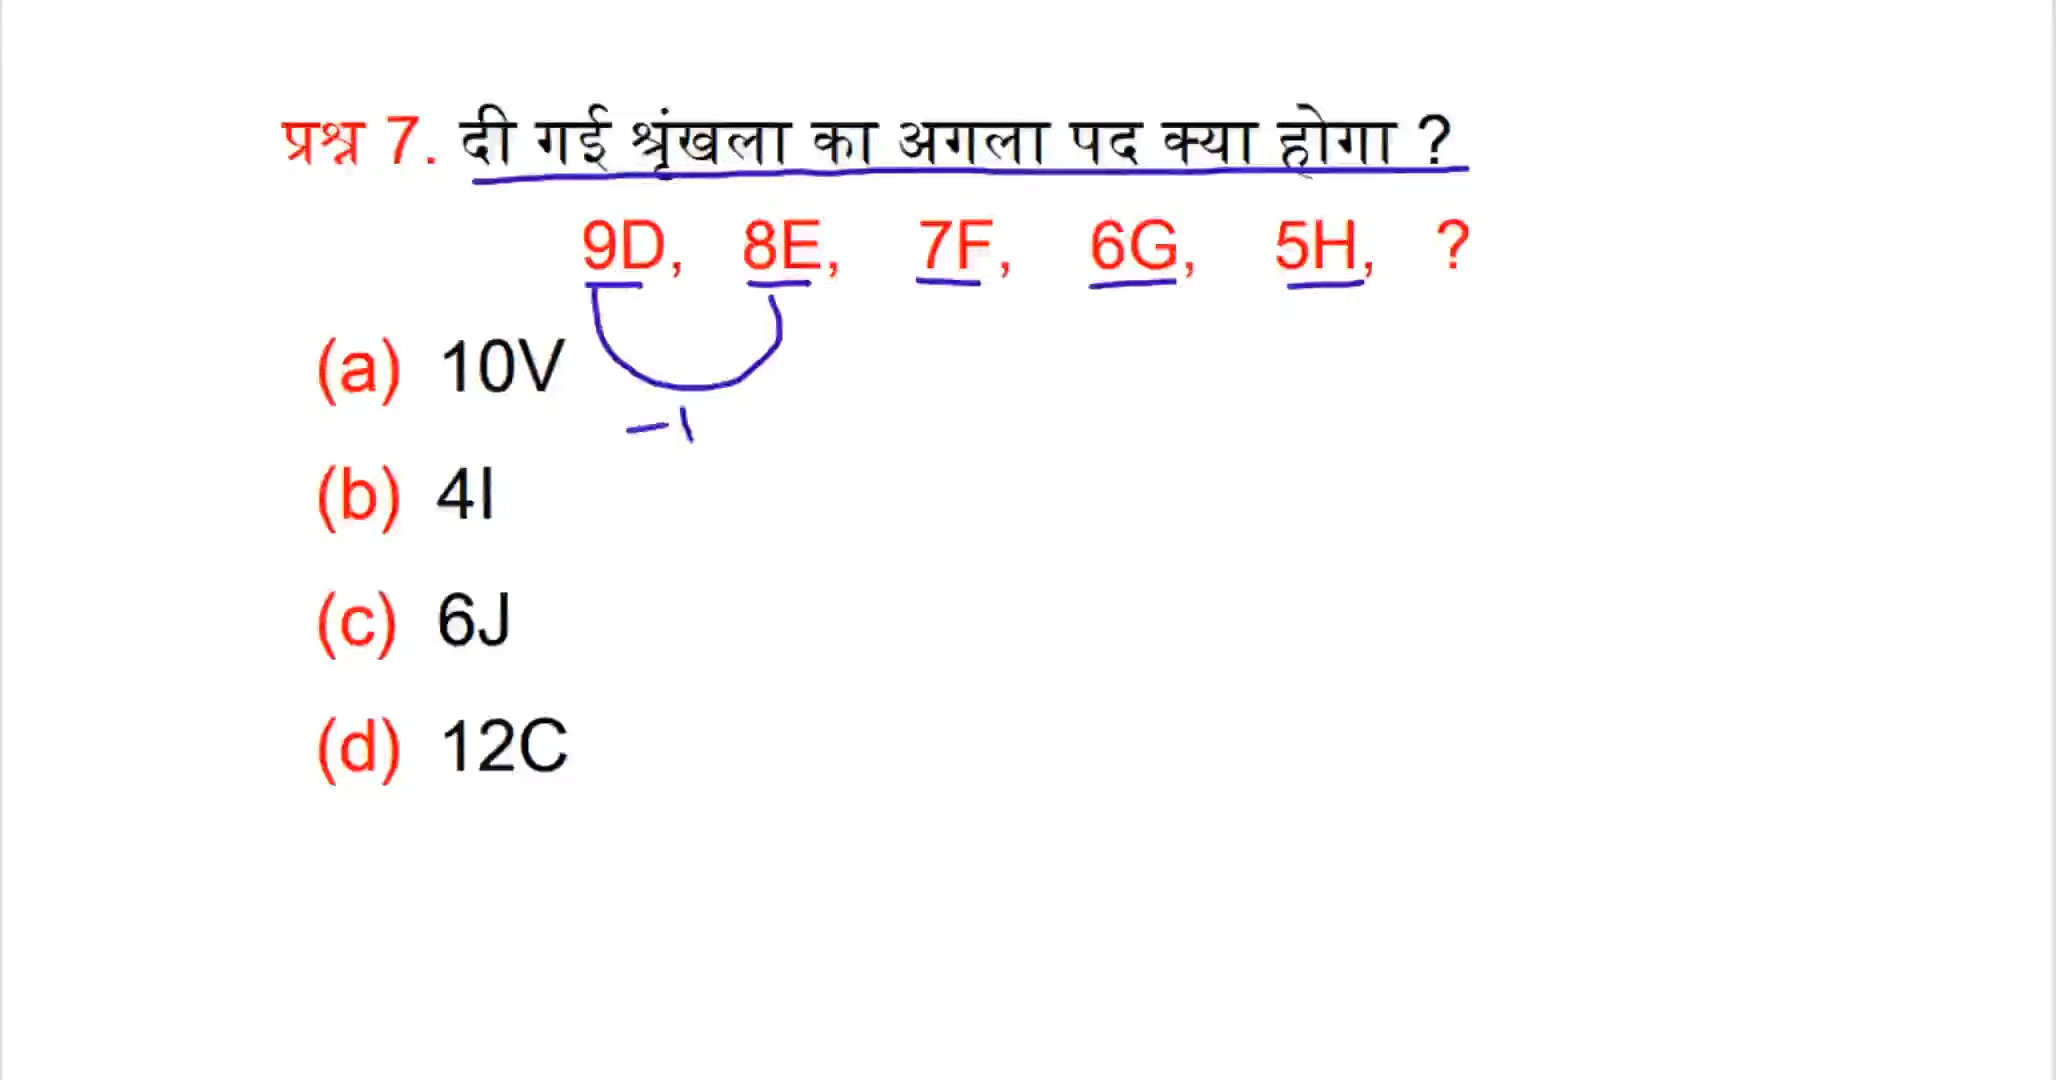 प्रश्न 7. दी गई श्रृंखला का अगला पद क्या होगा ?
9D, 8E, 7F, 6G, 5H, ?
(a) 10V
-1
(b) 4I
(c) 6J
(d) 12C